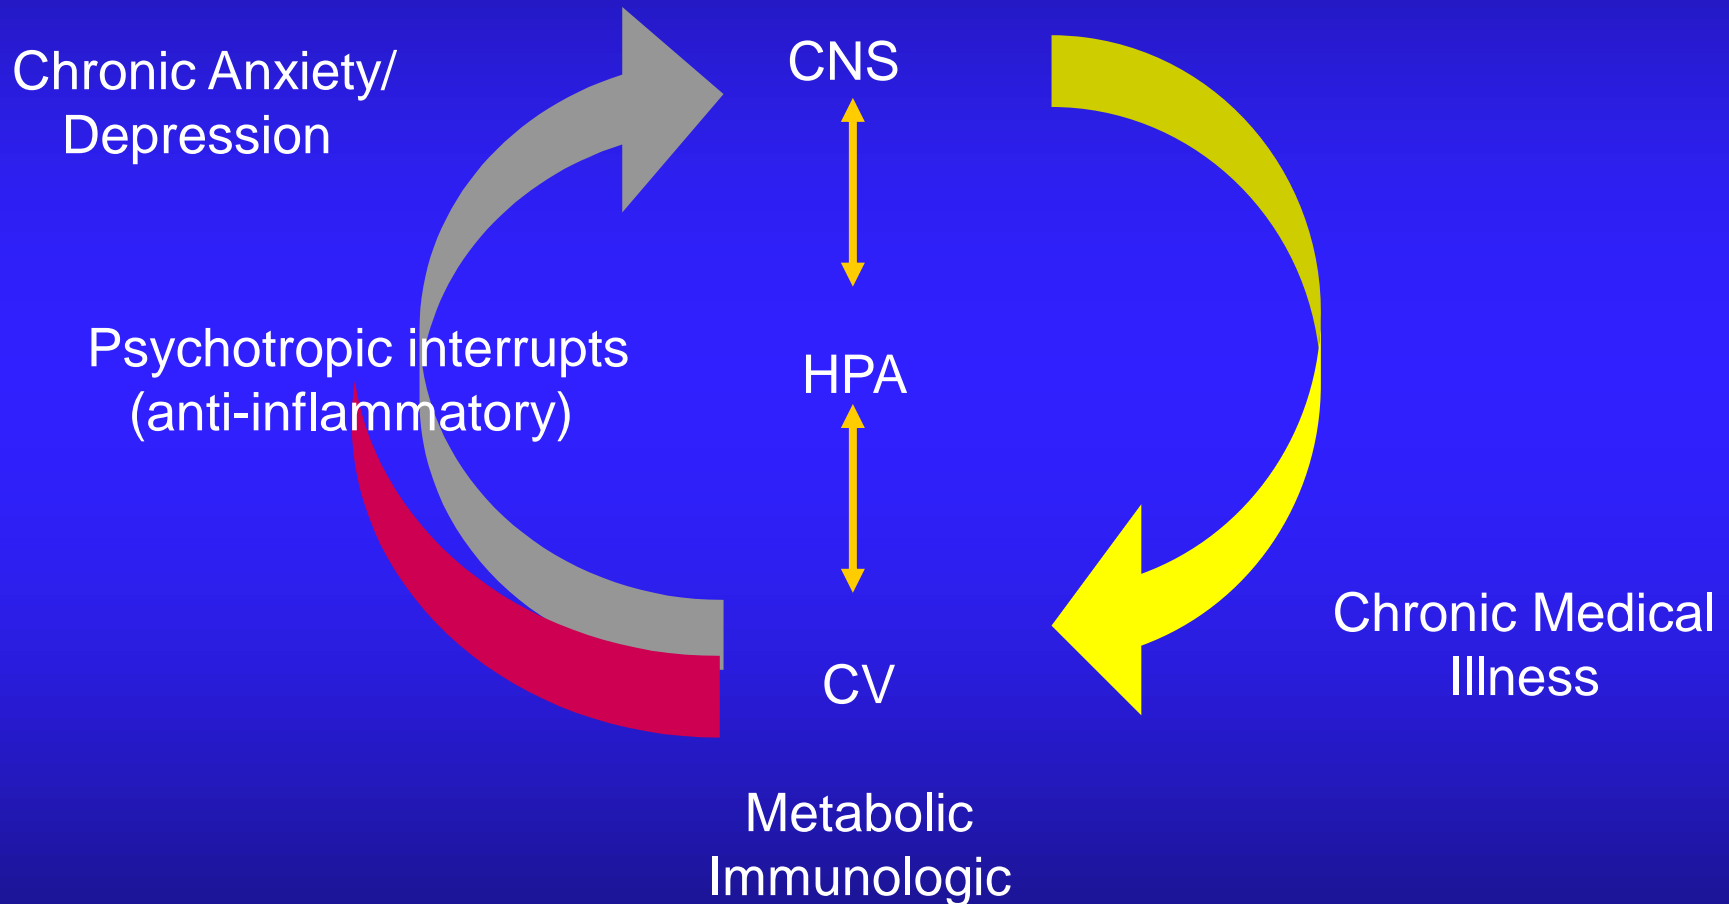 Chronic Anxiety/
Depression
CNS
Psychotropic interrupts
(anti-inflammatory)
HPA
Chronic Medical
Illness
CV
Metabolic
Immunologic